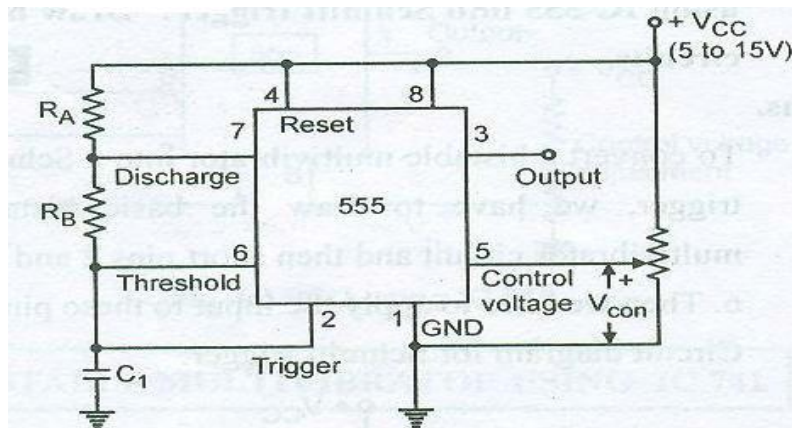 + VCC
(5 to 15V)
4
8
RA
7
Reset
3
Discharge
Output
RB
555
6
5
Threshold
Control
voltage
+
Vcon
2
1
GND
Trigger
C1